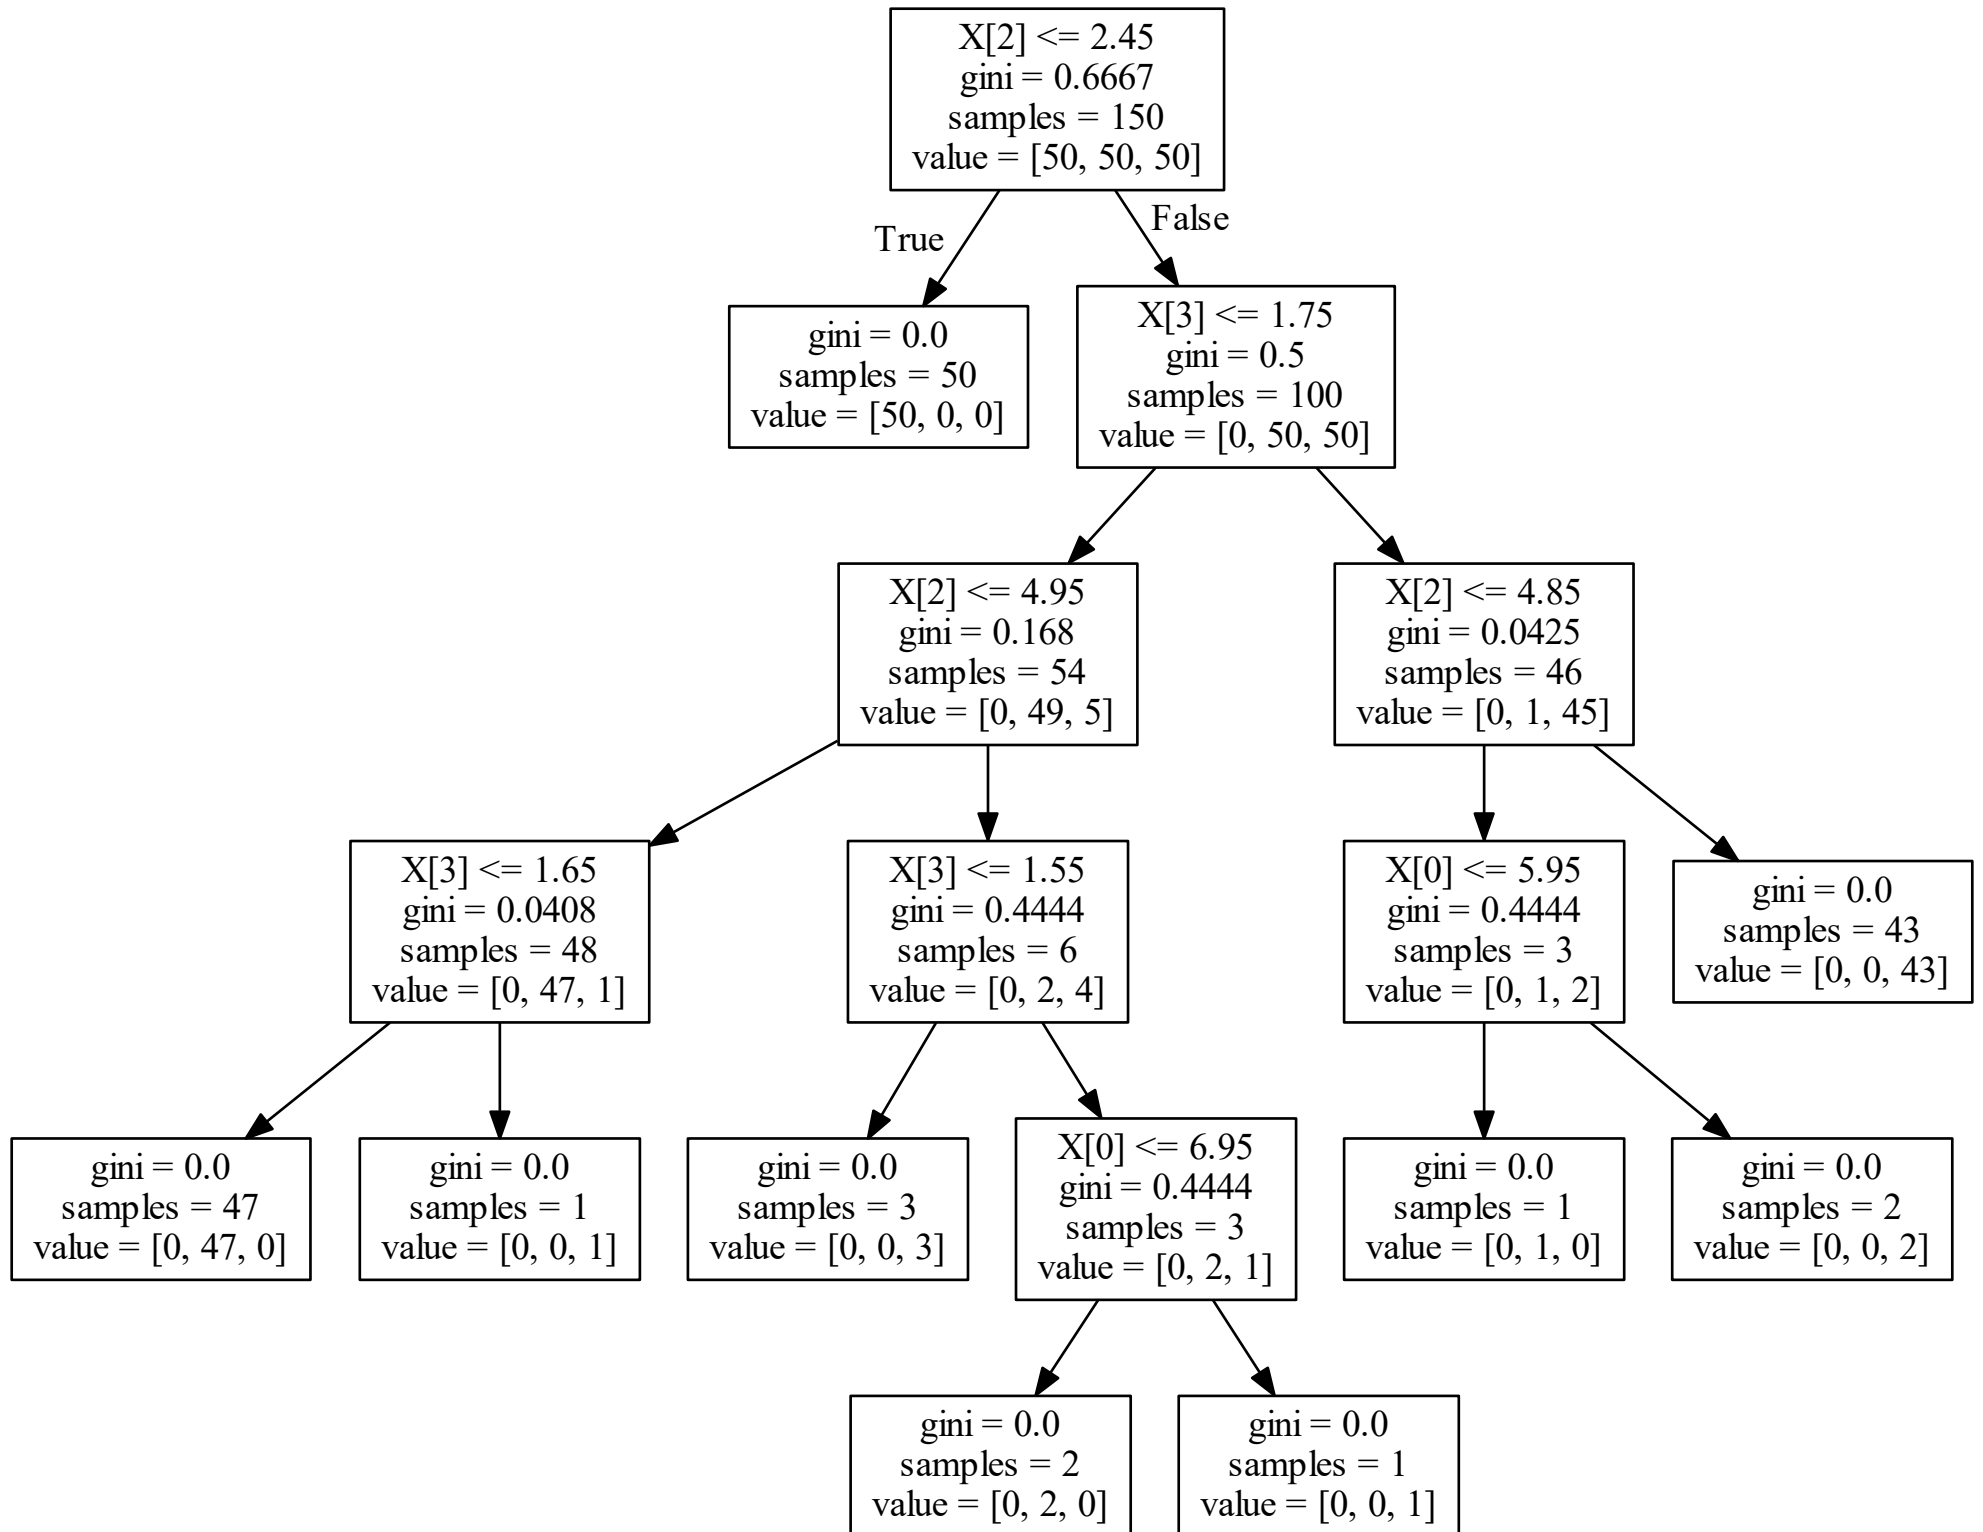 X[2] <= 2.45
gini = 0.6667
samples = 150
value = [50, 50, 50]
True
False
gini = 0.0
samples = 50
value = [50, 0, 0]
X[3] <= 1.75
gini = 0.5
samples = 100
value = [0, 50, 50]
X[2] <= 4.95
gini = 0.168
samples = 54
value = [0, 49, 5]
X[2] <= 4.85
gini = 0.0425
samples = 46
value = [0, 1, 45]
X[3] <= 1.65
gini = 0.0408
samples = 48
value = [0, 47, 1]
X[3] <= 1.55
gini = 0.4444
samples = 6
value = [0, 2, 4]
X[0] <= 5.95
gini = 0.4444
samples = 3
value = [0, 1, 2]
gini = 0.0
samples = 43
value = [0, 0, 43]
gini = 0.0
samples = 47
value = [0, 47, 0]
gini = 0.0
samples = 1
value = [0, 0, 1]
gini = 0.0
samples = 3
value = [0, 0, 3]
X[0] <= 6.95
gini = 0.4444
samples = 3
value = [0, 2, 1]
gini = 0.0
samples = 1
value = [0, 1, 0]
gini = 0.0
samples = 2
value = [0, 0, 2]
gini = 0.0
samples = 2
value = [0, 2, 0]
gini = 0.0
samples = 1
value = [0, 0, 1]